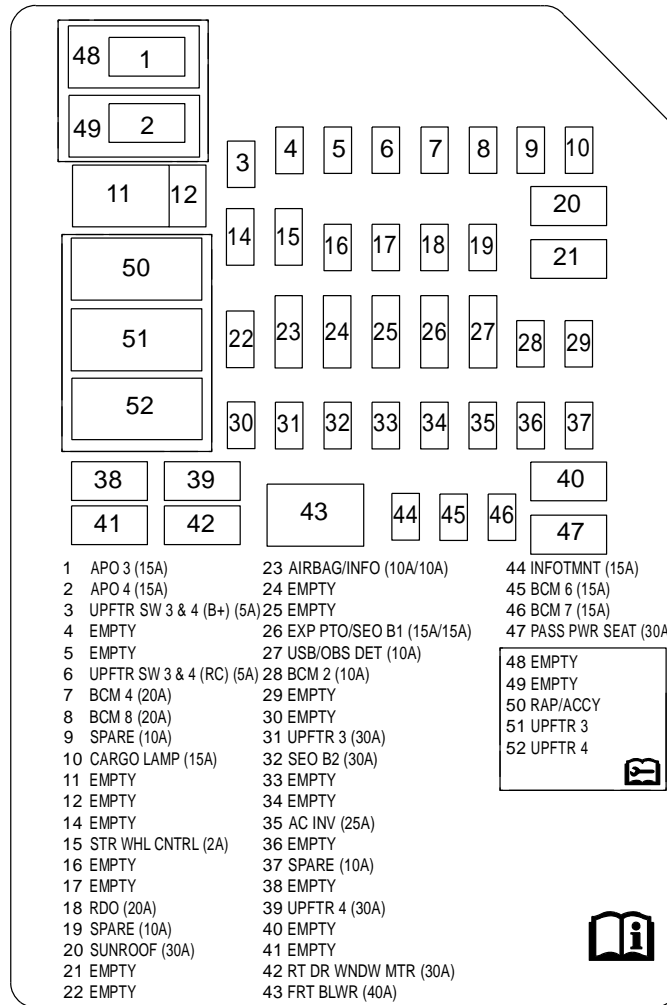 48 1
49 2
3 4 5 6 7 8 9 10
11 12
20
14 15 16 17 18 19
21
50
51
22 23 24 25 26 27 28 29
52
30 31 32 33 34 35 36 37
38 39 40
43 44 45 46
41 42 47
1 APO 3 (15A)
2 APO 4 (15A)
3 UPFTR SW 3 & 4 (B+) (5A)
4 EMPTY
5 EMPTY
6 UPFTR SW 3 & 4 (RC) (5A)
7 BCM 4 (20A)
8 BCM 8 (20A)
9 SPARE (10A)
10 CARGO LAMP (15A)
11 EMPTY
12 EMPTY
14 EMPTY
15 STR WHL CNTRL (2A)
16 EMPTY
17 EMPTY
18 RDO (20A)
19 SPARE (10A)
20 SUNROOF (30A)
21 EMPTY
22 EMPTY
23 AIRBAG/INFO (10A/10A)
24 EMPTY
25 EMPTY
26 EXP PTO/SEO B1 (15A/15A)
27 USB/OBS DET (10A)
28 BCM 2 (10A)
29 EMPTY
30 EMPTY
31 UPFTR 3 (30A)
32 SEO B2 (30A)
33 EMPTY
34 EMPTY
35 AC INV (25A)
36 EMPTY
37 SPARE (10A)
38 EMPTY
39 UPFTR 4 (30A)
40 EMPTY
41 EMPTY
42 RT DR WNDW MTR (30A)
43 FRT BLWR (40A)
44 INFOTMNT (15A)
45 BCM 6 (15A)
46 BCM 7 (15A)
47 PASS PWR SEAT (30A
48 EMPTY
49 EMPTY
50 RAP/ACCY
51 UPFTR 3
52 UPFTR 4
i